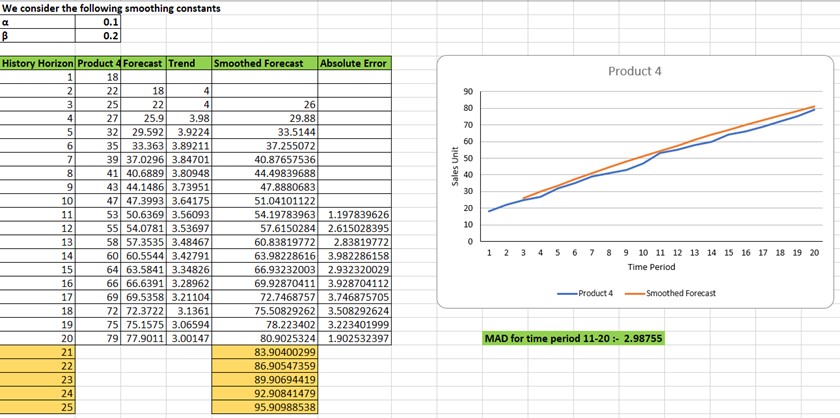 We consider the following smoothing constants
α 0.1
β 0.2
History Horizon Product 4 Forecast Trend Smoothed Forecast Absolute Error
1 18
2 22 18 4
3 25 22 4 26
4 27 25.9 3.98 29.88
5 32 29.592 3.9224 33.5144
6 35 33.363 3.89211 37.255072
7 39 37.0296 3.84701 40.87657536
8 41 40.6889 3.80948 44.49839688
9 43 44.1486 3.73951 47.8880683
10 47 47.3993 3.64175 51.04101122
11 53 50.6369 3.56093 54.19783963 1.197839626
12 55 54.0781 3.53697 57.6150284 2.615028395
13 58 57.3535 3.48467 60.83819772 2.83819772
14 60 60.5544 3.42791 63.98228616 3.982286158
15 64 63.5841 3.34826 66.93232003 2.932320029
16 66 66.6391 3.28962 69.92870411 3.928704112
17 69 69.5358 3.21104 72.7468757 3.746875705
18 72 72.3722 3.1361 75.50829262 3.508292624
19 75 75.1575 3.06594 78.223402 3.223401999
20 79 77.9011 3.00147 80.9025324 1.902532397
21 83.90400299
22 86.90547359
23 89.90694419
24 92.90841479
25 95.90988538
Product 4
90
80
70
60
50
40
30
20
10
0
Sales Unit
1 2 3 4 5 6 7 8 9 10 11 12 13 14 15 16 17 18 19 20
Time Period
Product 4 Smoothed Forecast
MAD for time period 11-20 :- 2.98755